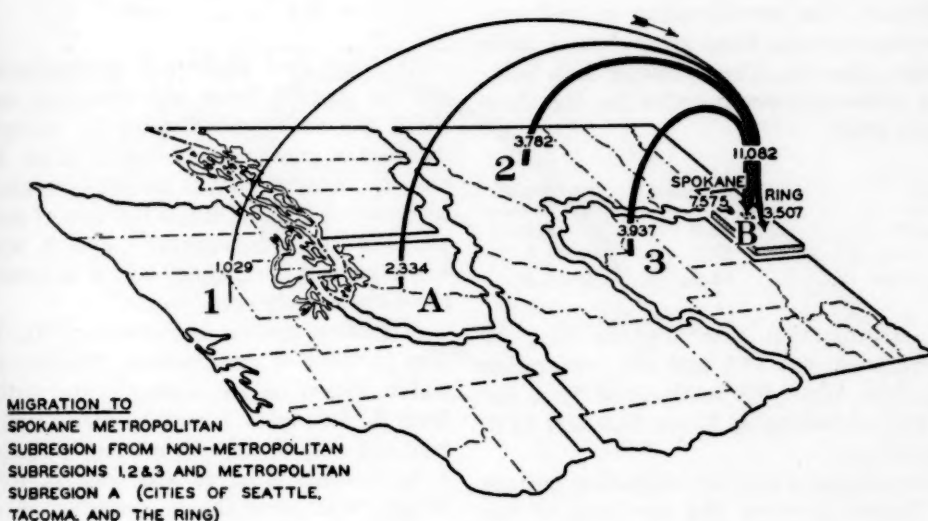 3,782
2
11,082
SPOKANE
7,575
RING
3,507
B
3,937
3
1,029
1
2,334
A
MIGRATION TO
SPOKANE METROPOLITAN
SUBREGION FROM NON-METROPOLITAN
SUBREGIONS 1,2&3 AND METROPOLITAN
SUBREGION A (CITIES OF SEATTLE,
TACOMA, AND THE RING)